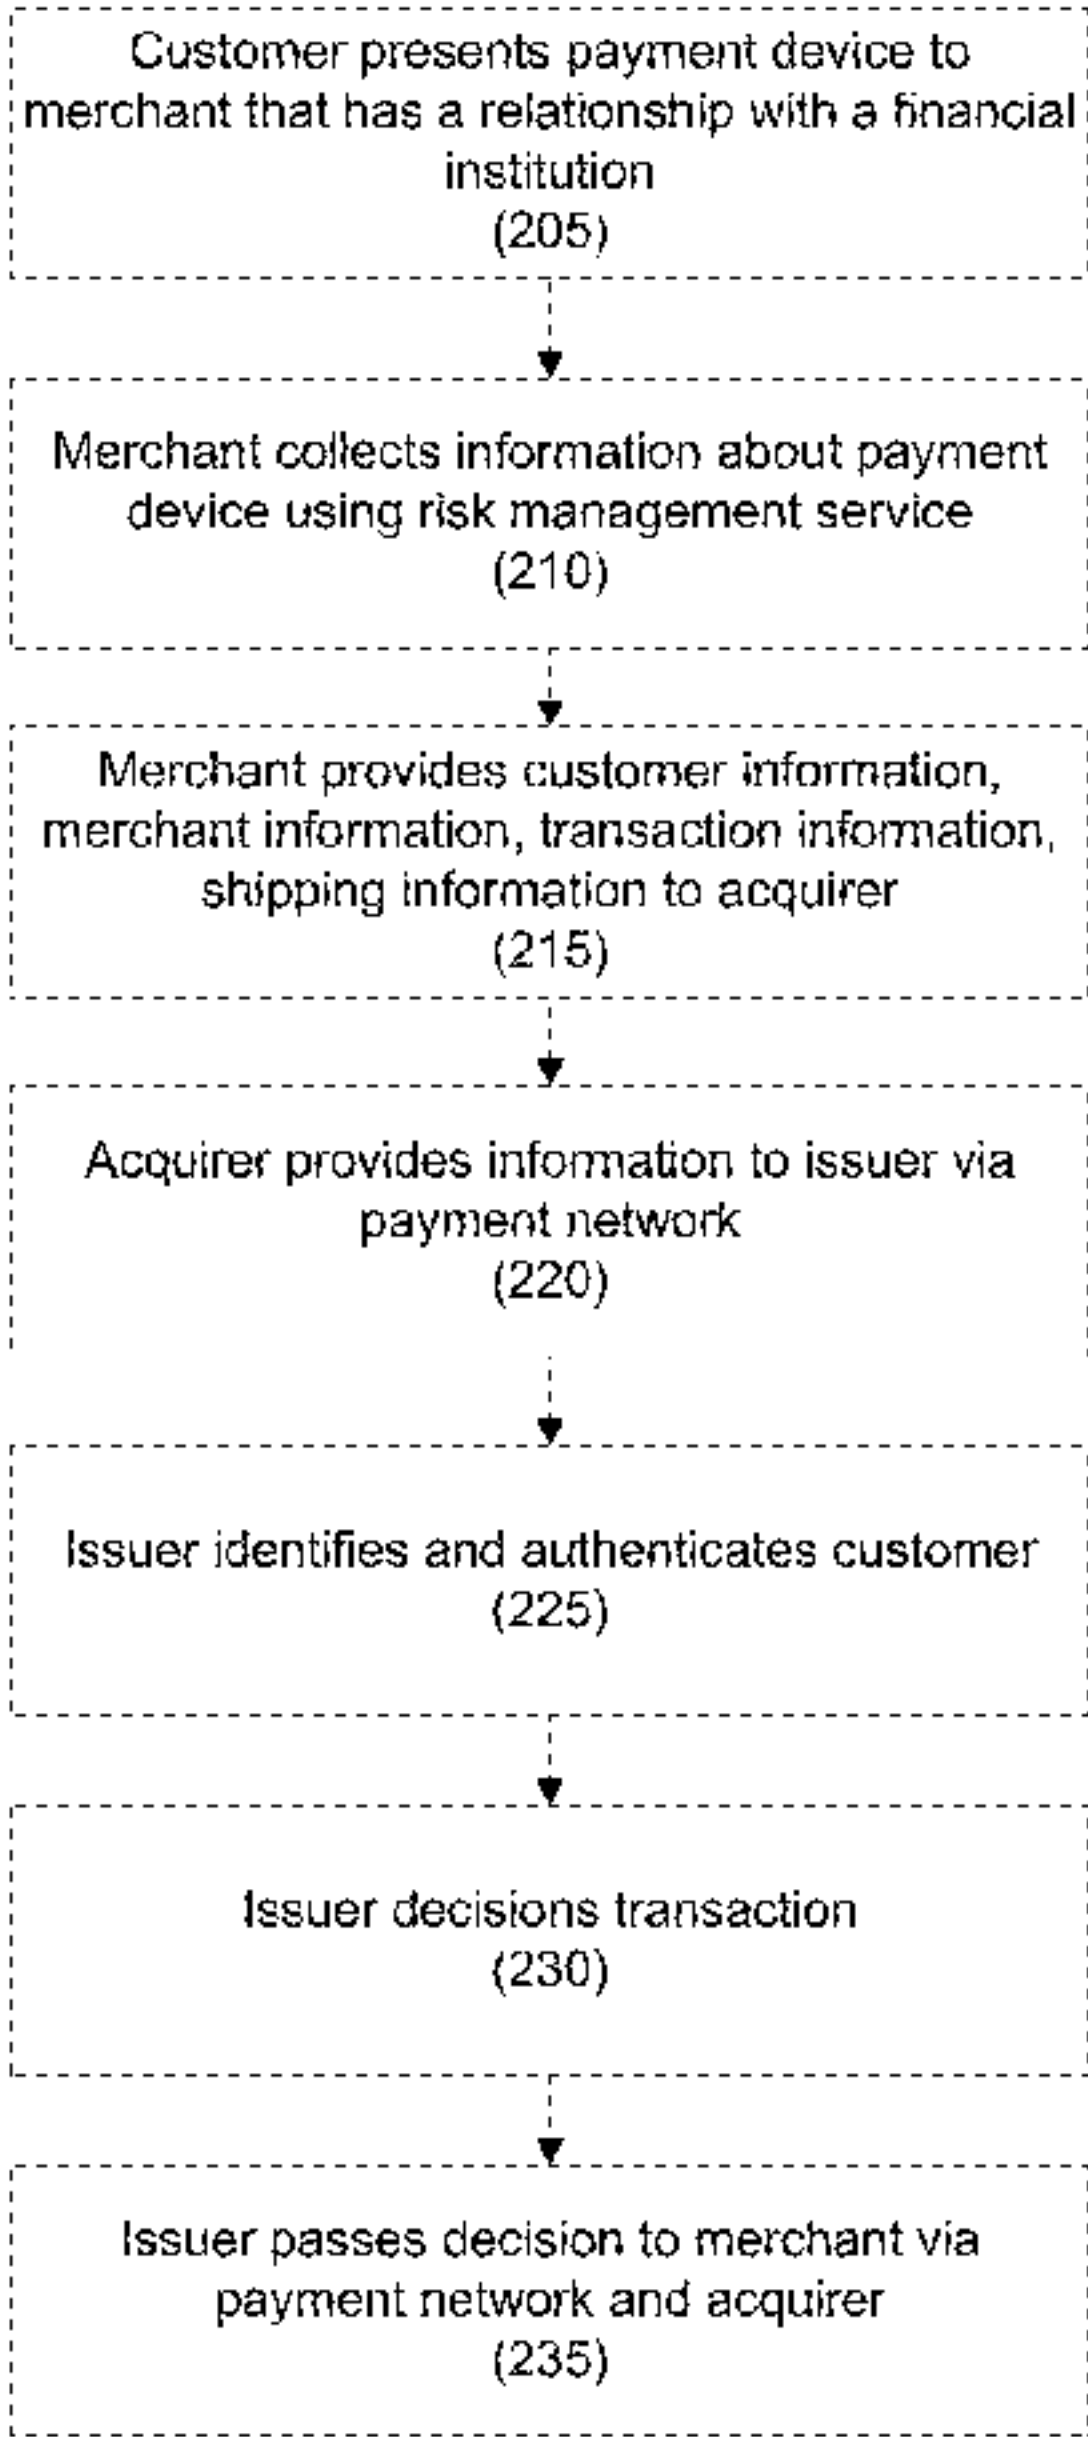 Customer presents payment device to
merchant that has a relationship with a financial
institution
(205)
Merchant collects information about payment
device using risk management service
(210)
Merchant provides customer information,
merchant information, transaction information,
shipping information to acquirer
(215)
Acquirer provides information to issuer via
payment network
(220)
Issuer identifies and authenticates customer
(225)
Issuer decisions transaction
(230)
Issuer passes decision to merchant via
payment network and acquirer
(235)